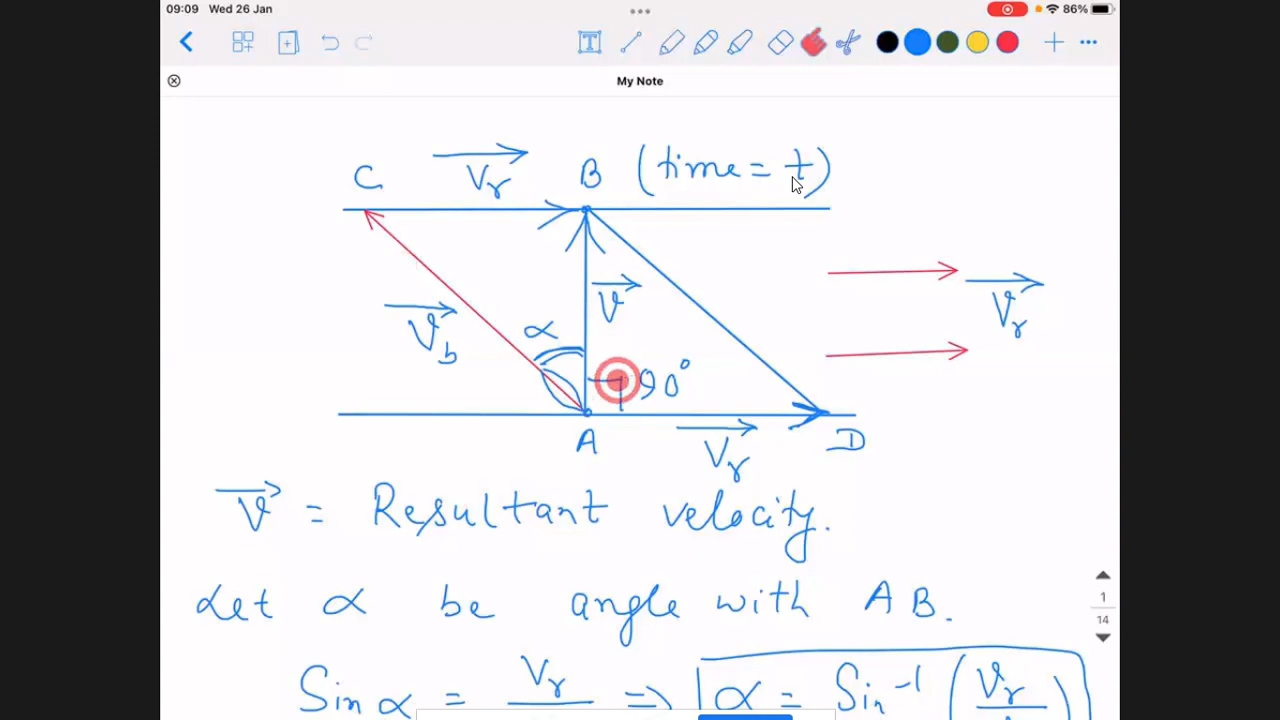 09:09 Wed 26 Jan
86%
T
My Note
C Vr B (time = t)
V Vr
Vb α
90°
A Vr D
V = Resultant velocity.
Let α be angle with AB.
1
14
Sin α = Vr ⇒ α = Sin⁻¹ (Vr